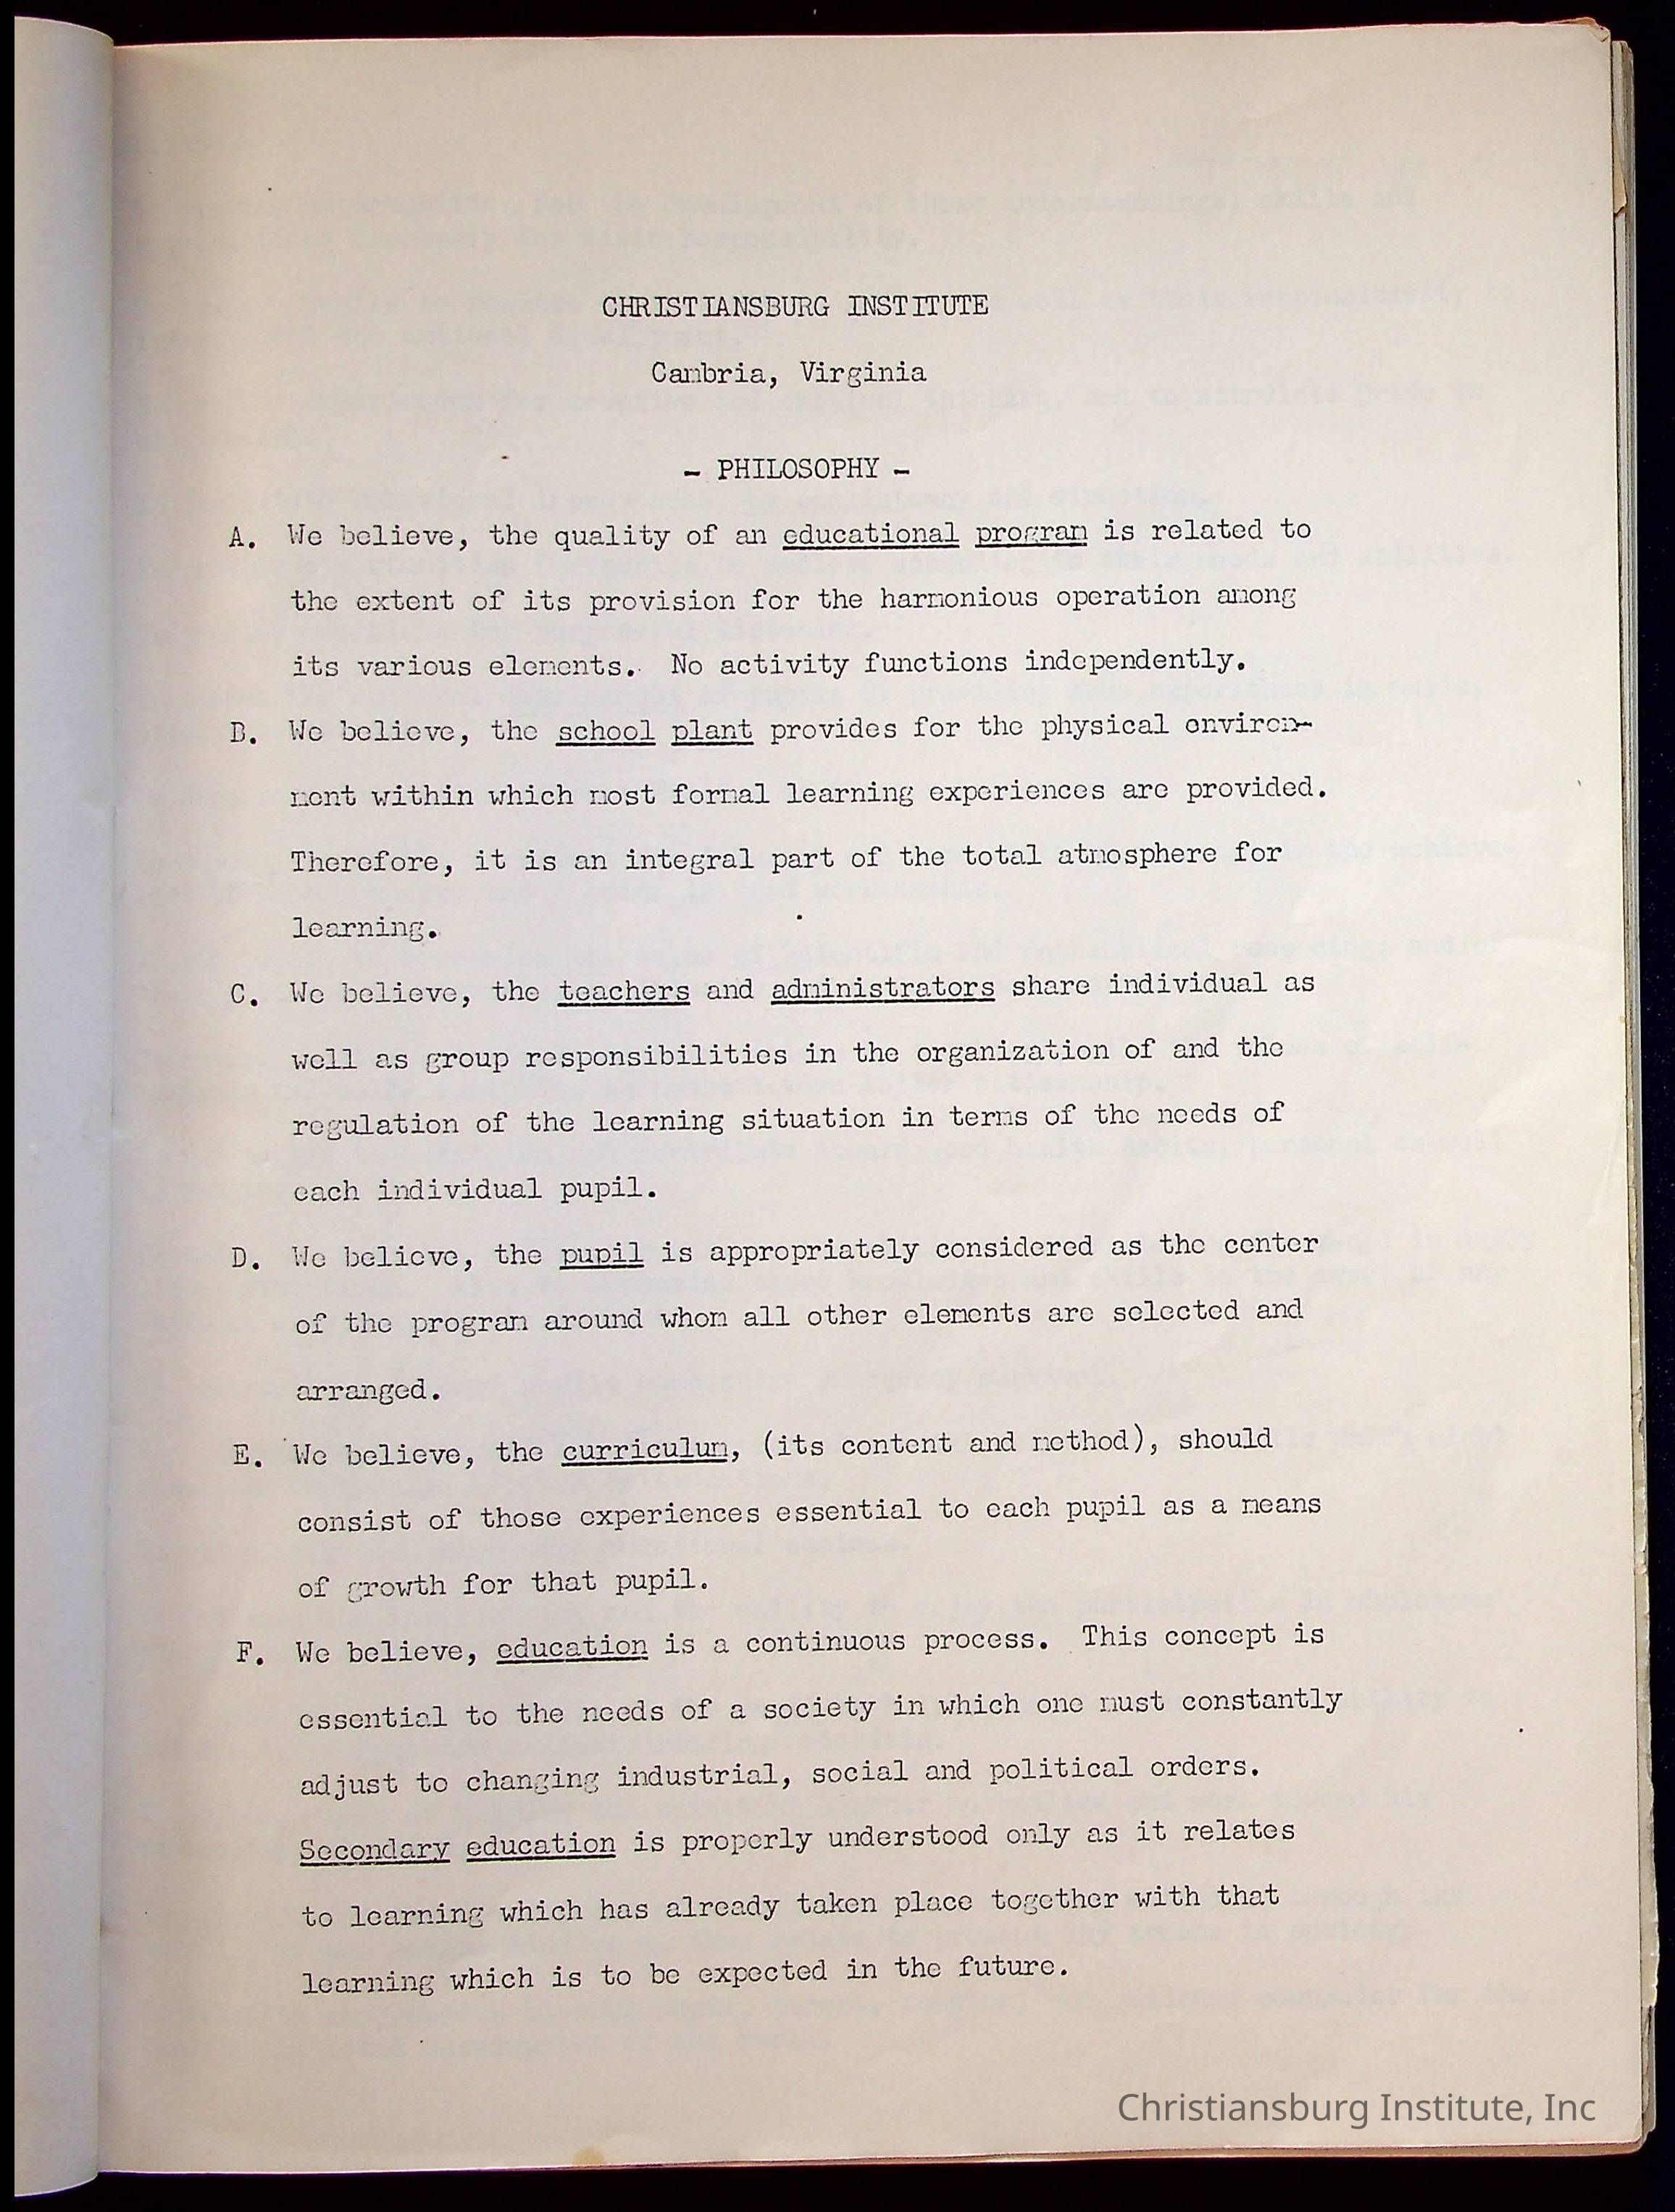 CHRISTIANSBURG INSTITUTE
Cambria, Virginia
- PHILOSOPHY -
A. We believe, the quality of an educational program is related to
the extent of its provision for the harmonious operation among
its various elements. No activity functions independently.
B. We believe, the school plant provides for the physical environ-
ment within which most formal learning experiences are provided.
Therefore, it is an integral part of the total atmosphere for
learning.
C. We believe, the teachers and administrators share individual as
well as group responsibilities in the organization of and the
regulation of the learning situation in terms of the needs of
each individual pupil.
D. We believe, the pupil is appropriately considered as the center
of the program around whom all other elements are selected and
arranged.
E. We believe, the curriculum, (its content and method), should
consist of those experiences essential to each pupil as a means
of growth for that pupil.
F. We believe, education is a continuous process. This concept is
essential to the needs of a society in which one must constantly
adjust to changing industrial, social and political orders.
Secondary education is properly understood only as it relates
to learning which has already taken place together with that
learning which is to be expected in the future.
Christiansburg Institute, Inc